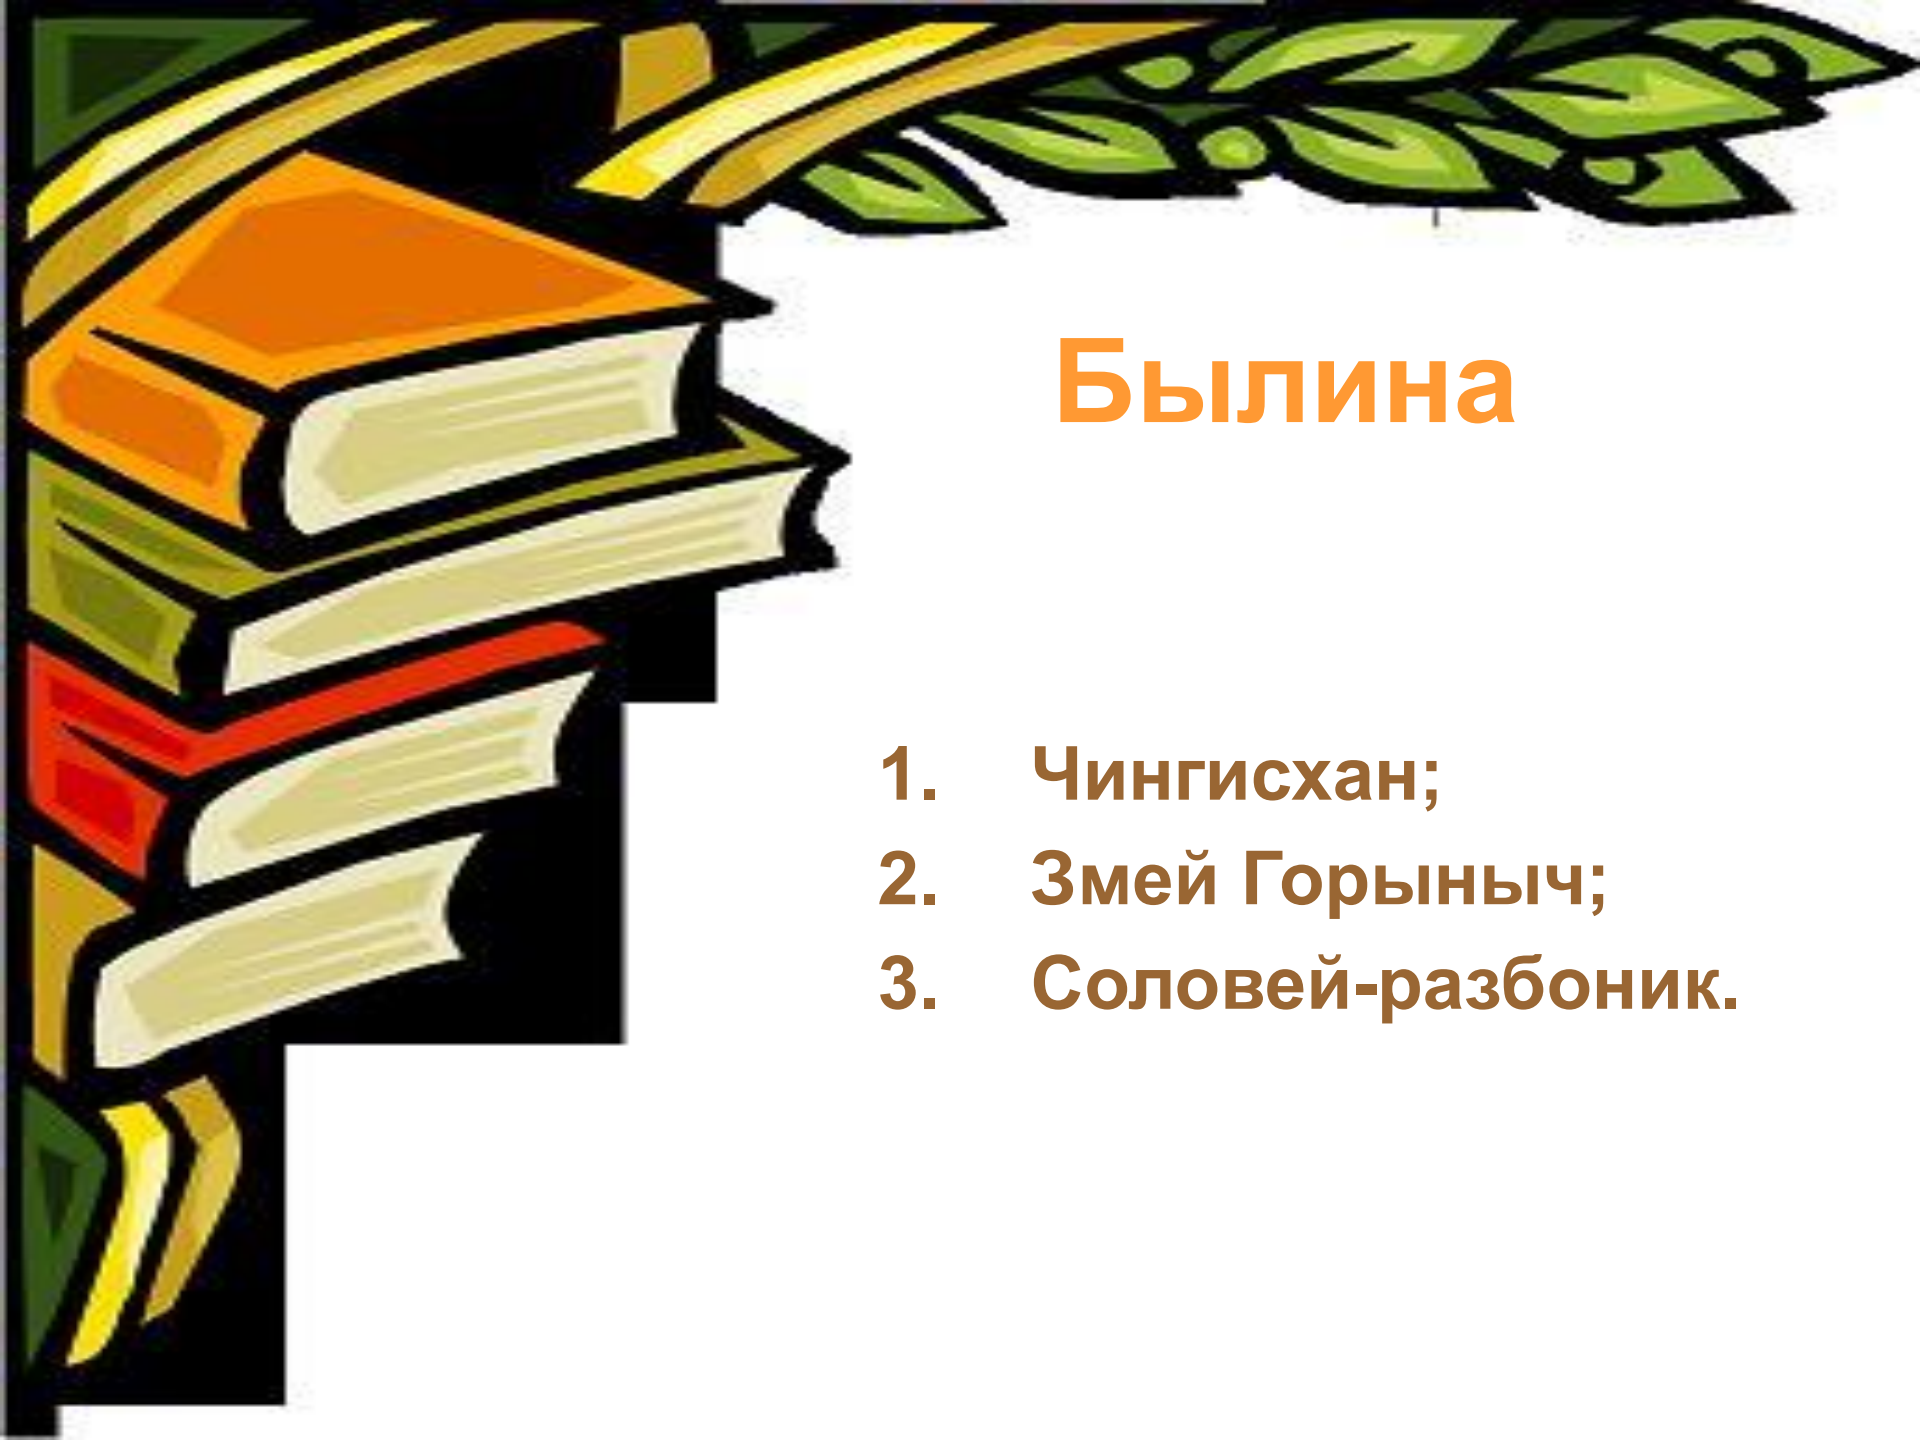 Былина
1. Чингисхан;
2. Змей Горыныч;
3. Соловей-разбоник.